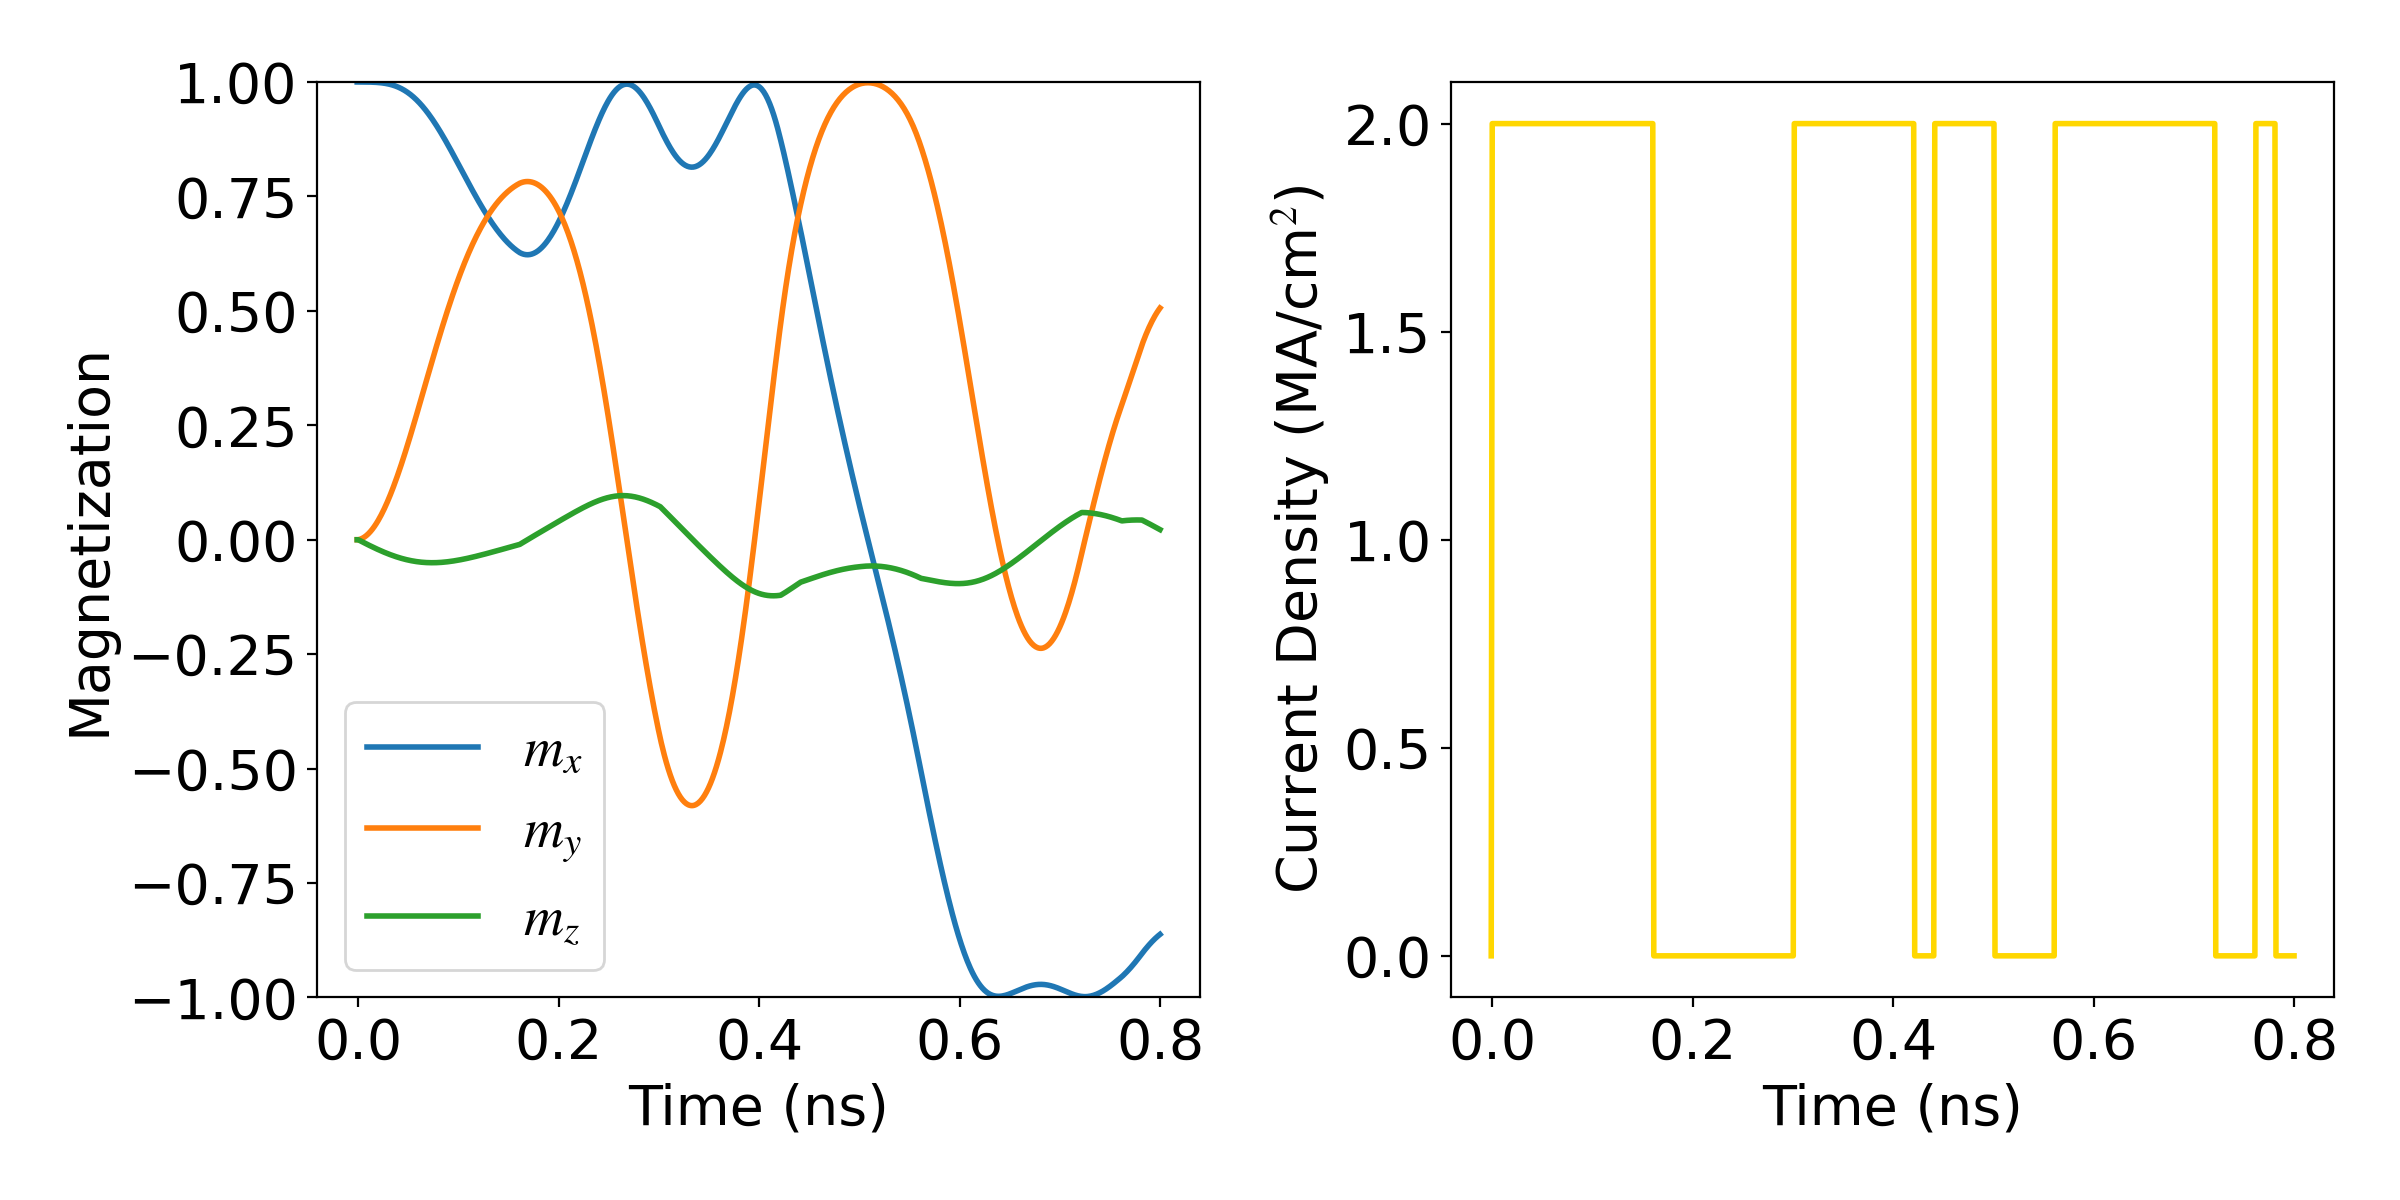 Magnetization
1.00
0.75
0.50
0.25
0.00
−0.25
−0.50
−0.75
−1.00
m_x
m_y
m_z
0.0 0.2 0.4 0.6 0.8
Time (ns)
Current Density (MA/cm²)
2.0
1.5
1.0
0.5
0.0
0.0 0.2 0.4 0.6 0.8
Time (ns)